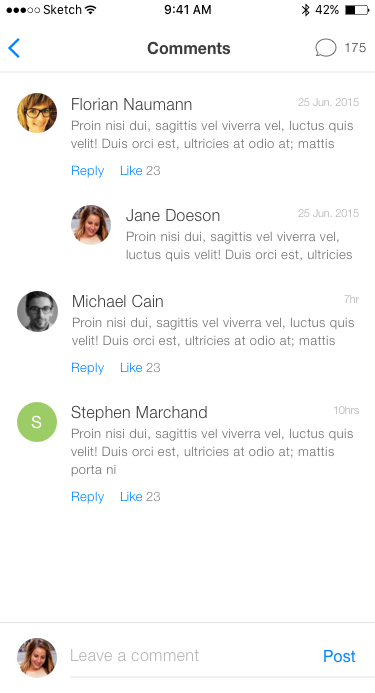 Sketch 9:41 AM 42%
Comments 175
Florian Naumann 25 Jun. 2015
Proin nisi dui, sagittis vel viverra vel, luctus quis
velit! Duis orci est, ultricies at odio at; mattis
Reply Like 23
Jane Doeson 25 Jun. 2015
Proin nisi dui, sagittis vel viverra vel,
luctus quis velit! Duis orci est, ultricies
Michael Cain 7hr
Proin nisi dui, sagittis vel viverra vel, luctus quis
velit! Duis orci est, ultricies at odio at; mattis
Reply Like 23
S
Stephen Marchand 10hrs
Proin nisi dui, sagittis vel viverra vel, luctus quis
velit! Duis orci est, ultricies at odio at; mattis
porta ni
Reply Like 23
Leave a comment Post